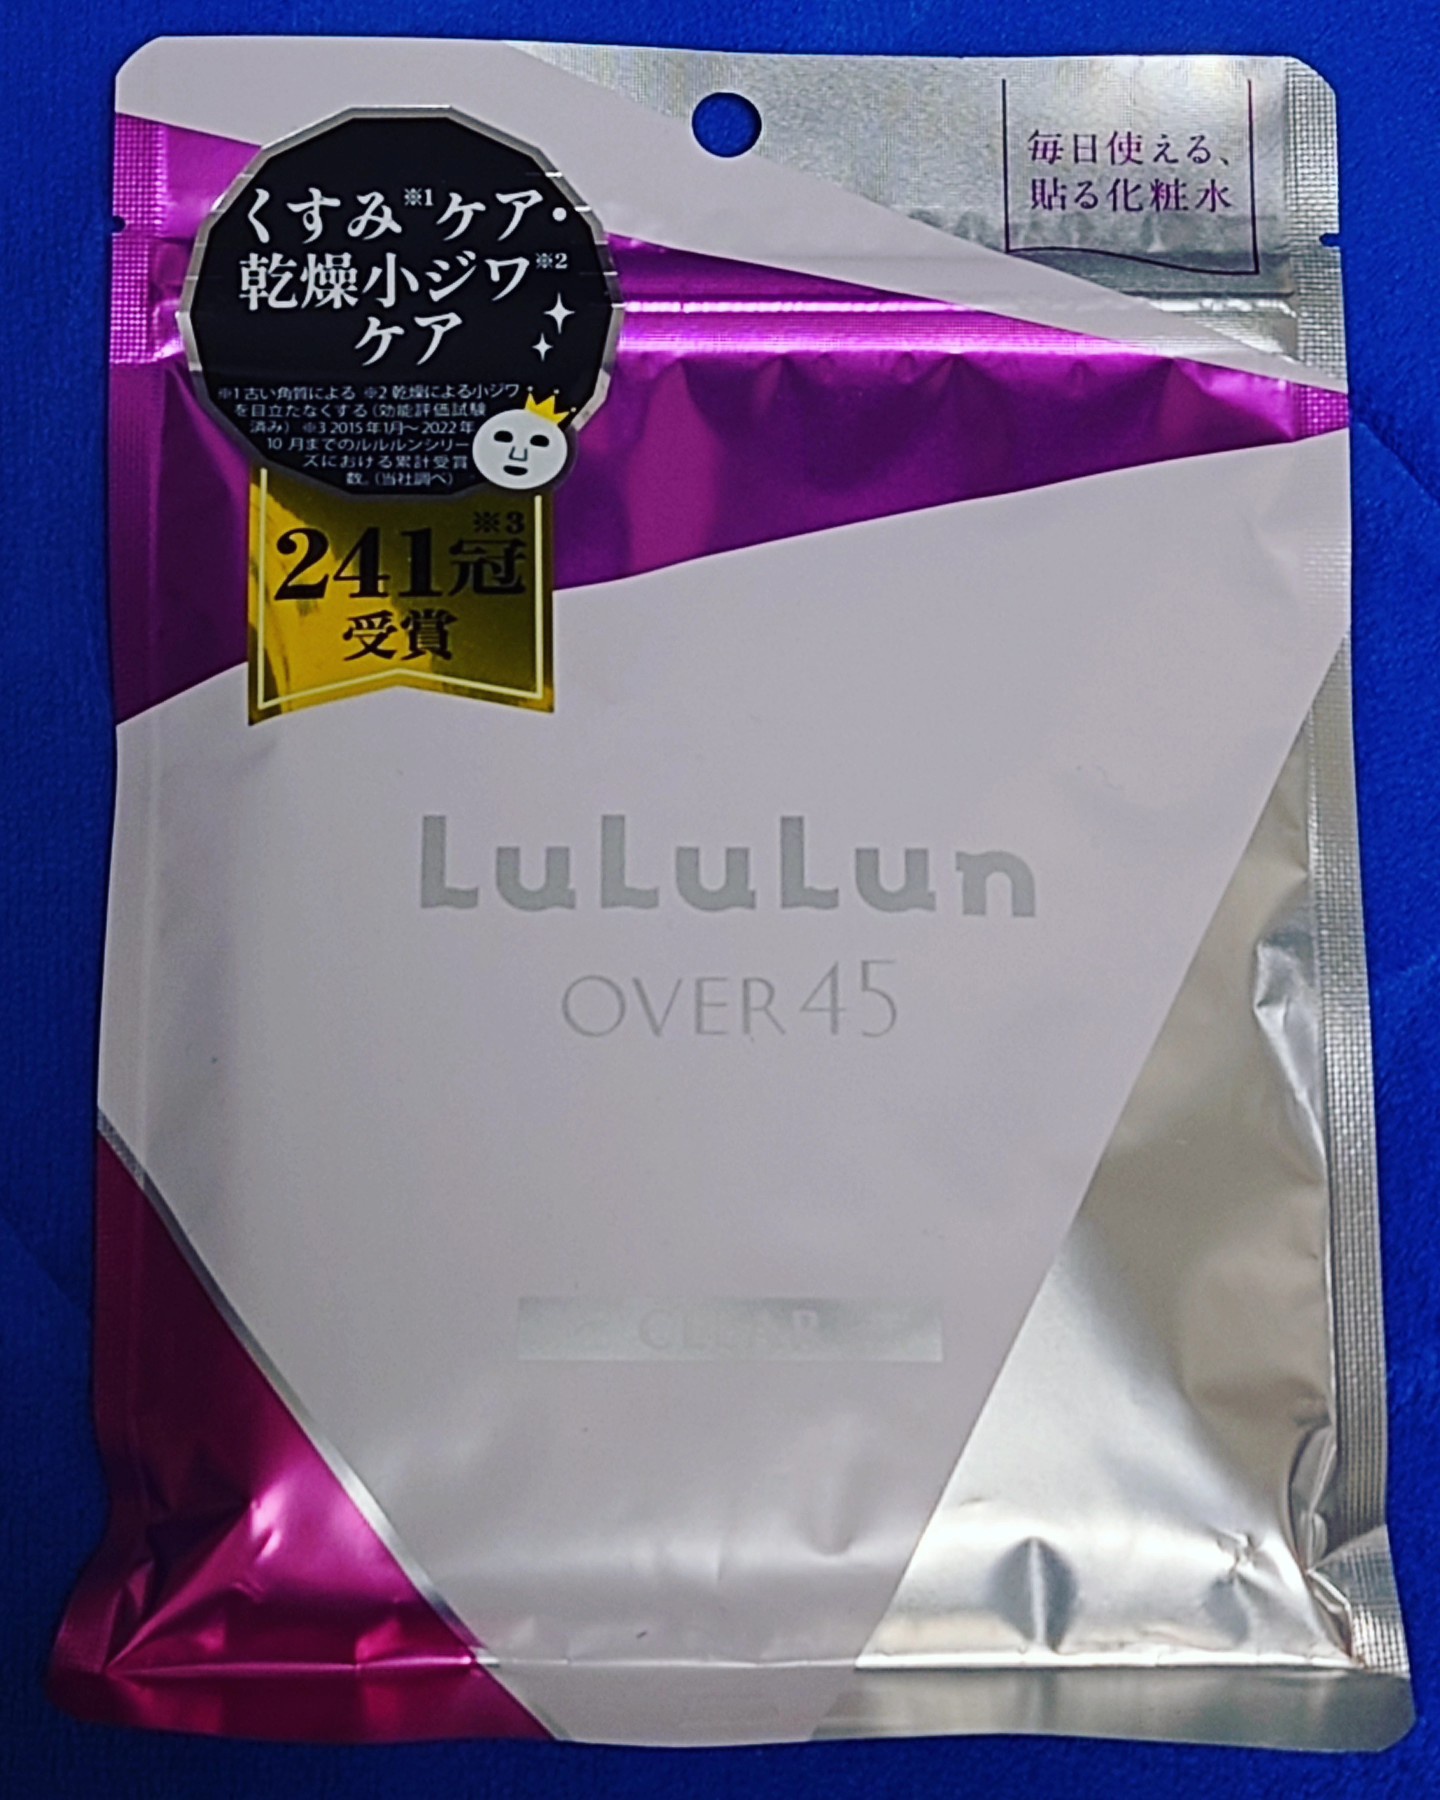 毎日使える、
貼る化粧水
くすみ※1ケア・
乾燥小ジワ※2
ケア
※1 古い角質による ※2 乾燥による小ジワ
を目立たなくする(効能評価試験
済み) ※3 2015年1月〜2022年
10月までのルルルンシリー
ズにおける累計受賞
数。(当社調べ)
241冠※3
受賞
LuLuLun
OVER45
CLEAR